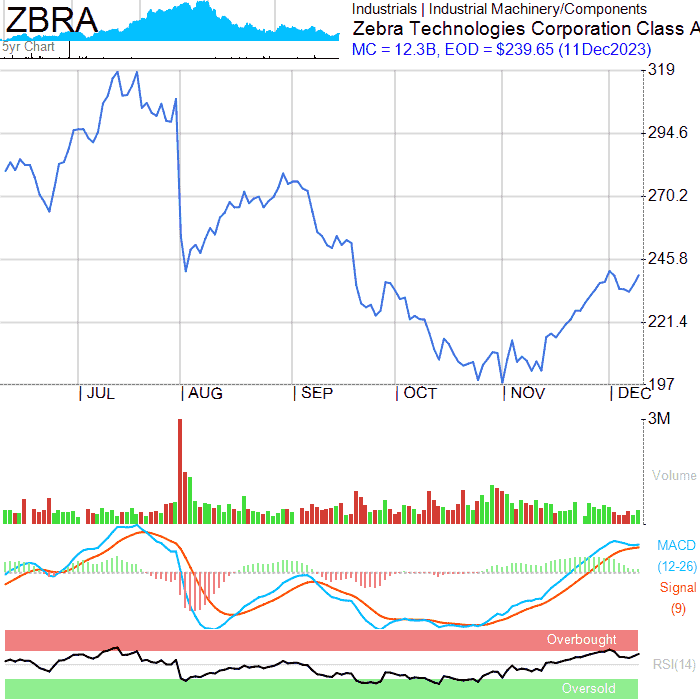 ZBRA
5yr Chart
Industrials | Industrial Machinery/Components
Zebra Technologies Corporation Class A
MC = 12.3B, EOD = $239.65 (11Dec2023)
319
294.6
270.2
245.8
221.4
197
| JUL | AUG | SEP | OCT | NOV | DEC
3M
Volume
MACD
(12-26)
Signal
(9)
Overbought
RSI(14)
Oversold